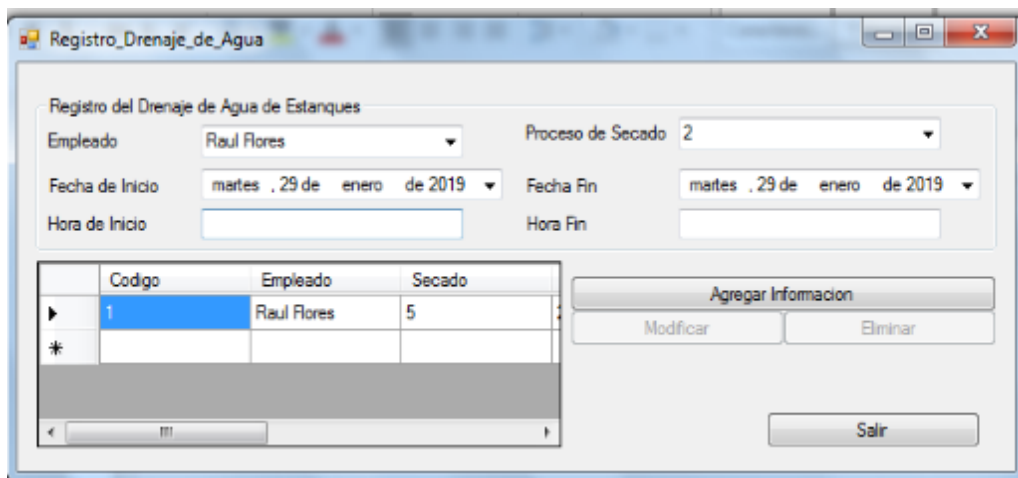 Registro_Drenaje_de_Agua
Registro del Drenaje de Agua de Estanques
Empleado Raul Flores Proceso de Secado 2
Fecha de Inicio martes , 29 de enero de 2019 Fecha Fin martes , 29 de enero de 2019
Hora de Inicio Hora Fin
Codigo Empleado Secado
1 Raul Flores 5
Agregar Informacion
Modificar Eliminar
Salir